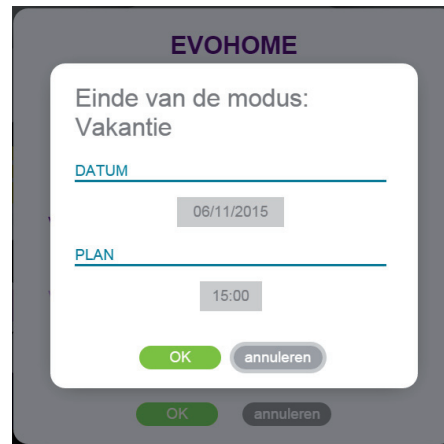 EVOHOME
Einde van de modus:
Vakantie
DATUM
06/11/2015
PLAN
15:00
OK annuleren
OK annuleren